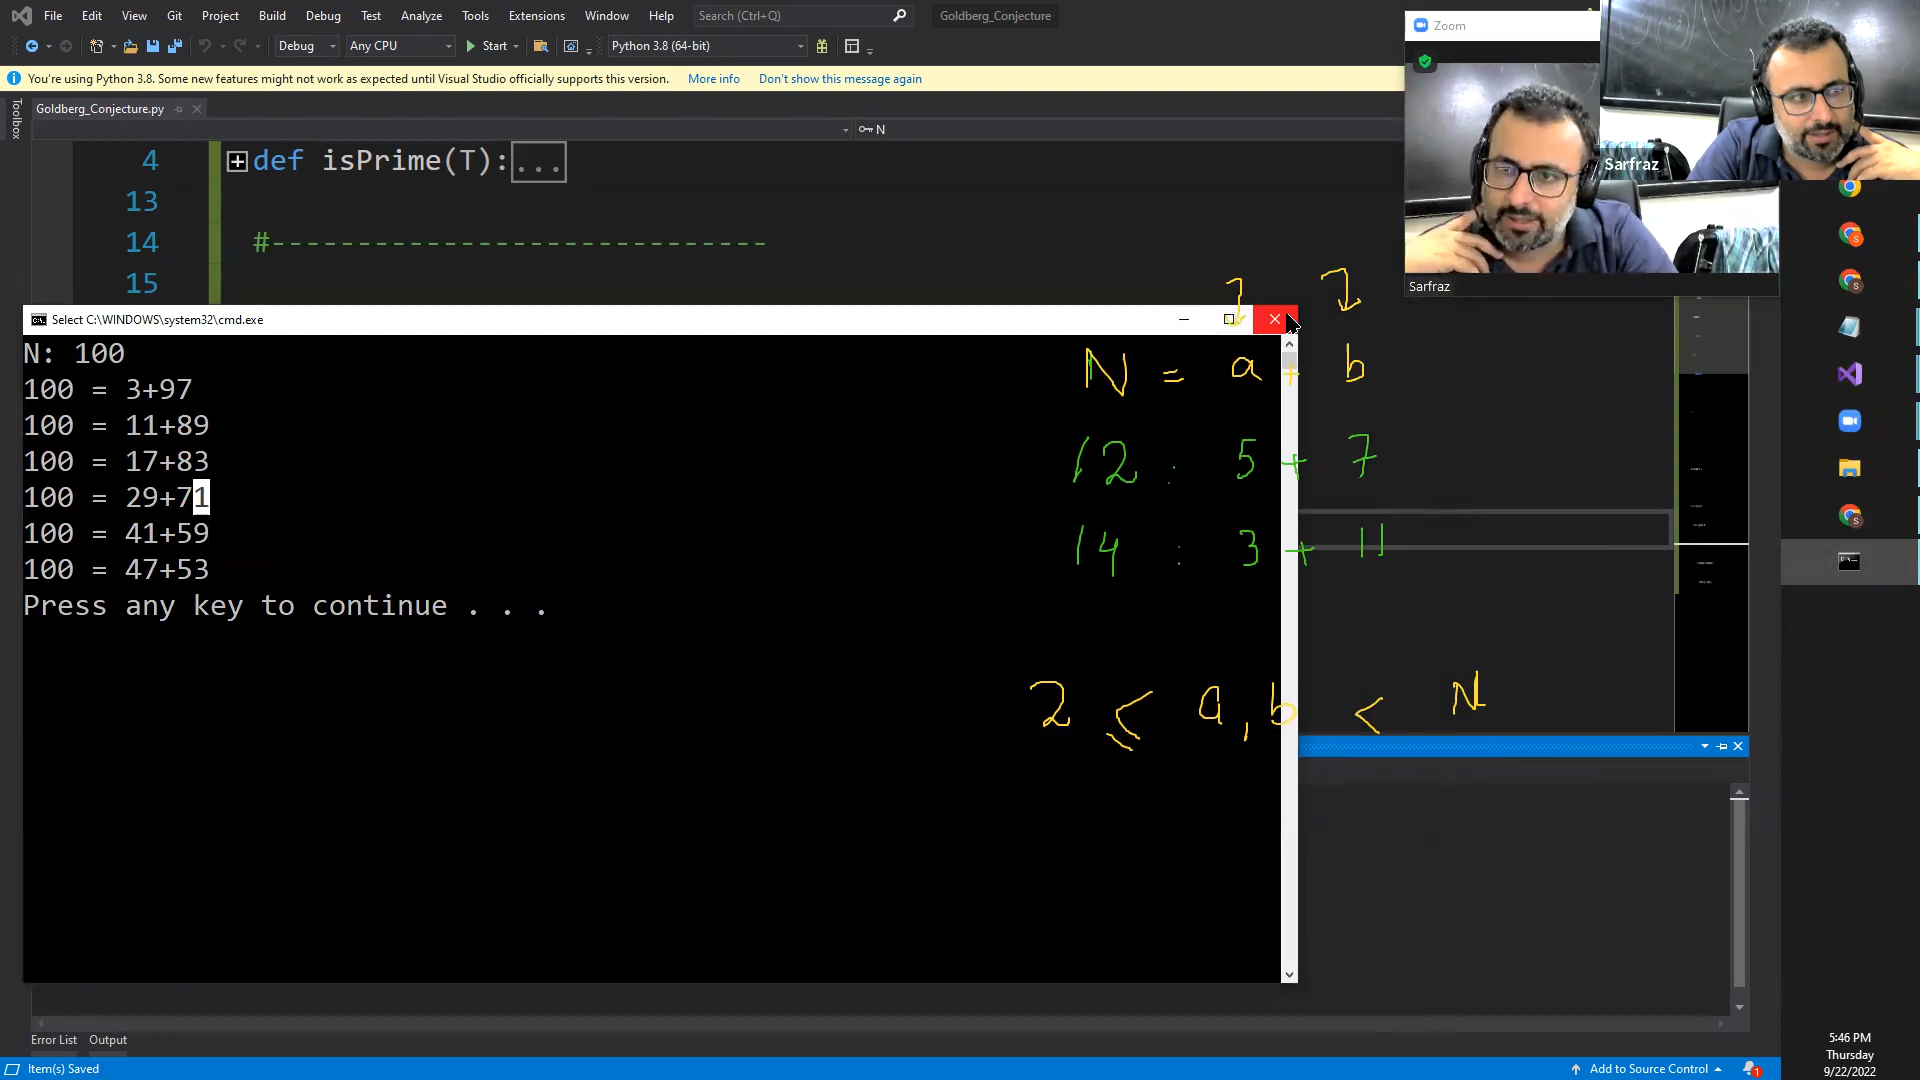 File Edit View Git Project Build Debug Test Analyze Tools Extensions Window Help Search (Ctrl+Q) Goldberg_Conjecture
Debug Any CPU Start Python 3.8 (64-bit)
You're using Python 3.8. Some new features might not work as expected until Visual Studio officially supports this version. More info Don't show this message again
Zoom
Sarfraz
Sarfraz
Toolbox
Goldberg_Conjecture.py
N
4 def isPrime(T):...
13
14 #-----------------------------
15
Select C:\WINDOWS\system32\cmd.exe
N: 100
100 = 3+97
100 = 11+89
100 = 17+83
100 = 29+71
100 = 41+59
100 = 47+53
Press any key to continue . . .
N = a + b
12 : 5 + 7
14 : 3 + 11
2 ≤ a, b < N
Error List Output
Item(s) Saved
Add to Source Control
1
5:46 PM
Thursday
9/22/2022